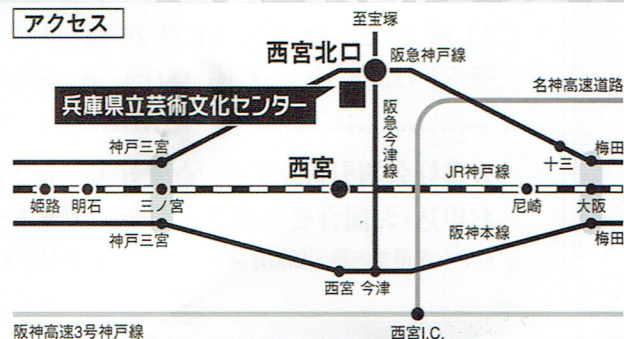 アクセス
至宝塚
西宮北口
阪急神戸線
名神高速道路
兵庫県立芸術文化センター
阪急今津線
神戸三宮
十三
梅田
西宮
JR神戸線
姫路
明石
三ノ宮
尼崎
大阪
神戸三宮
阪神本線
梅田
西宮
今津
阪神高速3号神戸線
西宮I.C.